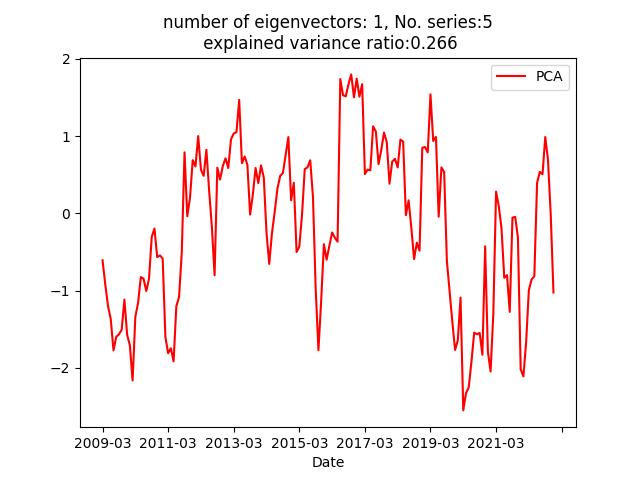 number of eigenvectors: 1, No. series:5
explained variance ratio:0.266
PCA
2
1
0
−1
−2
2009-03 2011-03 2013-03 2015-03 2017-03 2019-03 2021-03
Date